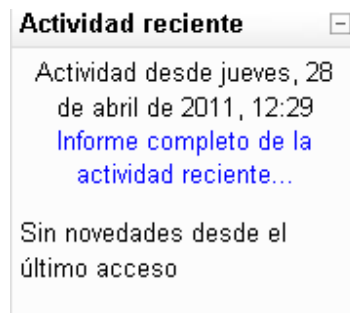 Actividad reciente
Actividad desde jueves, 28
de abril de 2011, 12:29
Informe completo de la
actividad reciente...
Sin novedades desde el
último acceso